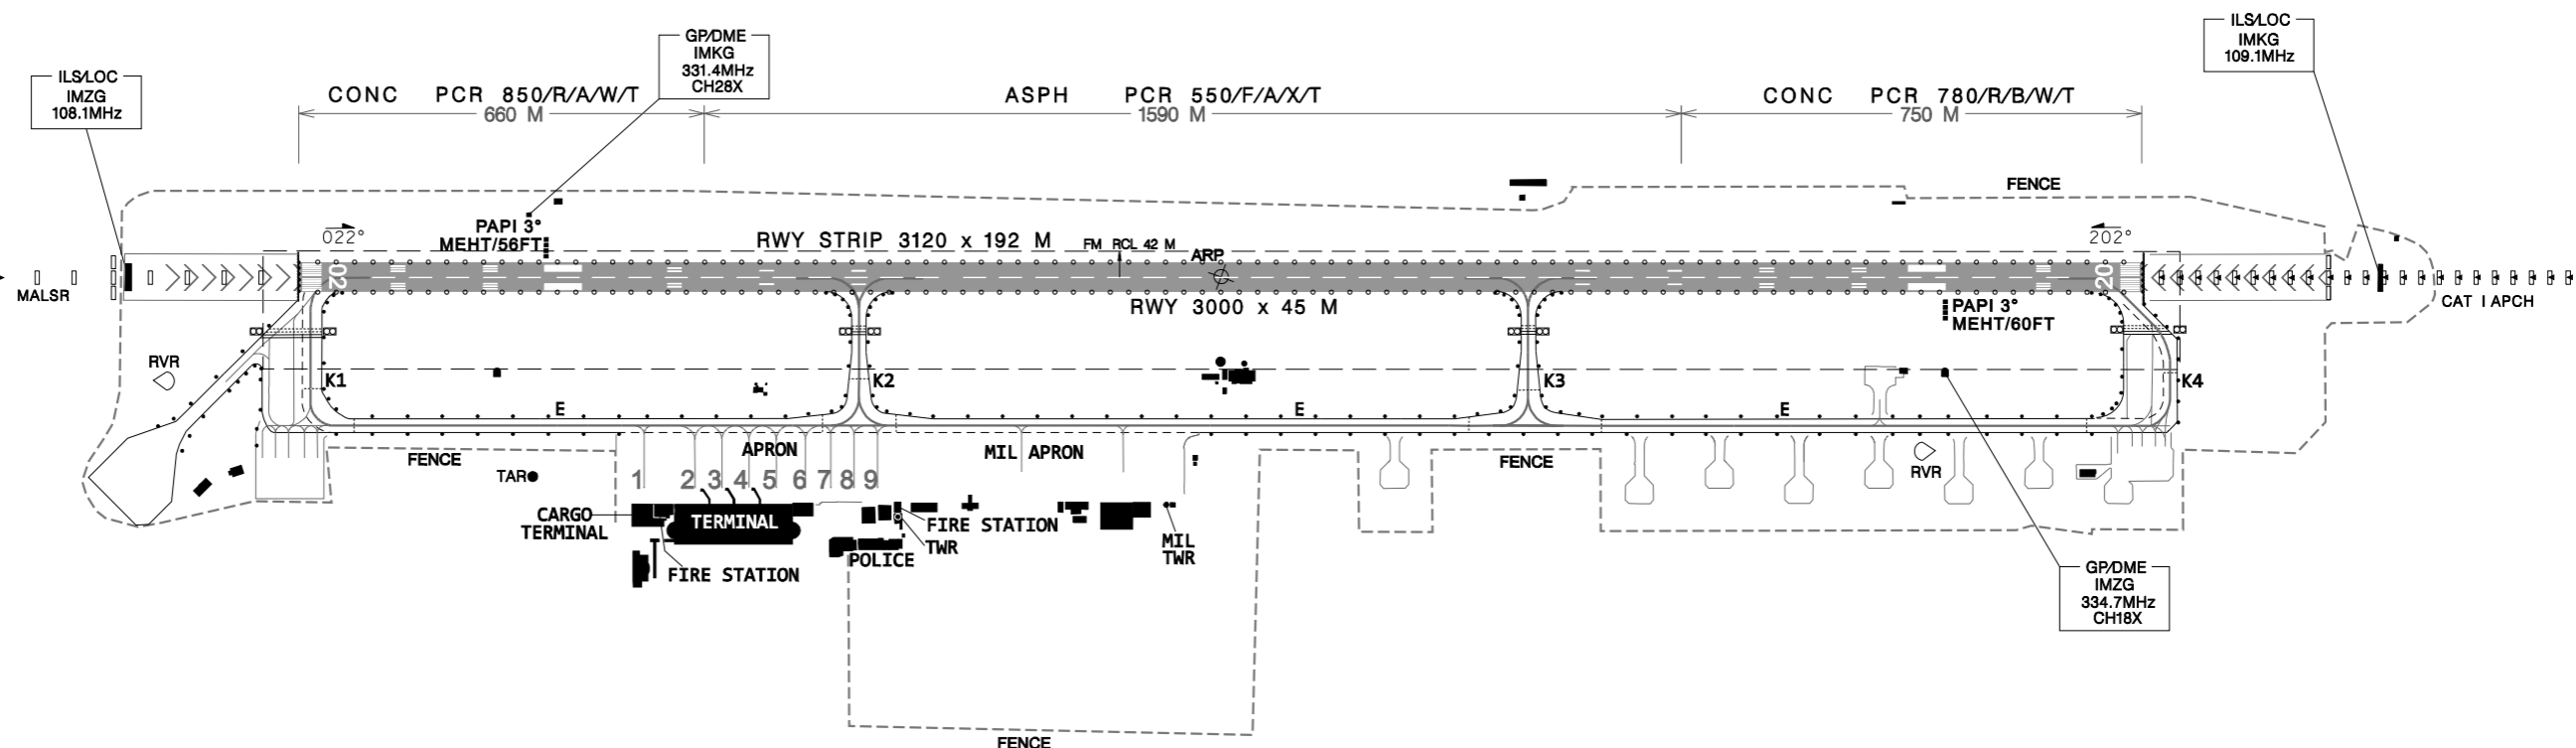 ILS/LOC
IMKG
109.1MHz
GP/DME
IMKG
331.4MHz
CH28X
ILS/LOC
IMZG
108.1MHz
CONC PCR 850/R/A/W/T
660 M
ASPH PCR 550/F/A/X/T
1590 M
CONC PCR 780/R/B/W/T
750 M
FENCE
PAPI 3°
MEHT/56FT
022°
RWY STRIP 3120 x 192 M
FM RCL 42 M
ARP
202°
MALSR
02
20
CAT I APCH
RWY 3000 x 45 M
PAPI 3°
MEHT/60FT
RVR
K1
K2
K3
K4
E
E
E
FENCE
APRON
MIL APRON
FENCE
RVR
TAR
1 2 3 4 5 6 7 8 9
CARGO
TERMINAL
TERMINAL
FIRE STATION
TWR
POLICE
MIL
TWR
FIRE STATION
GP/DME
IMZG
334.7MHz
CH18X
FENCE